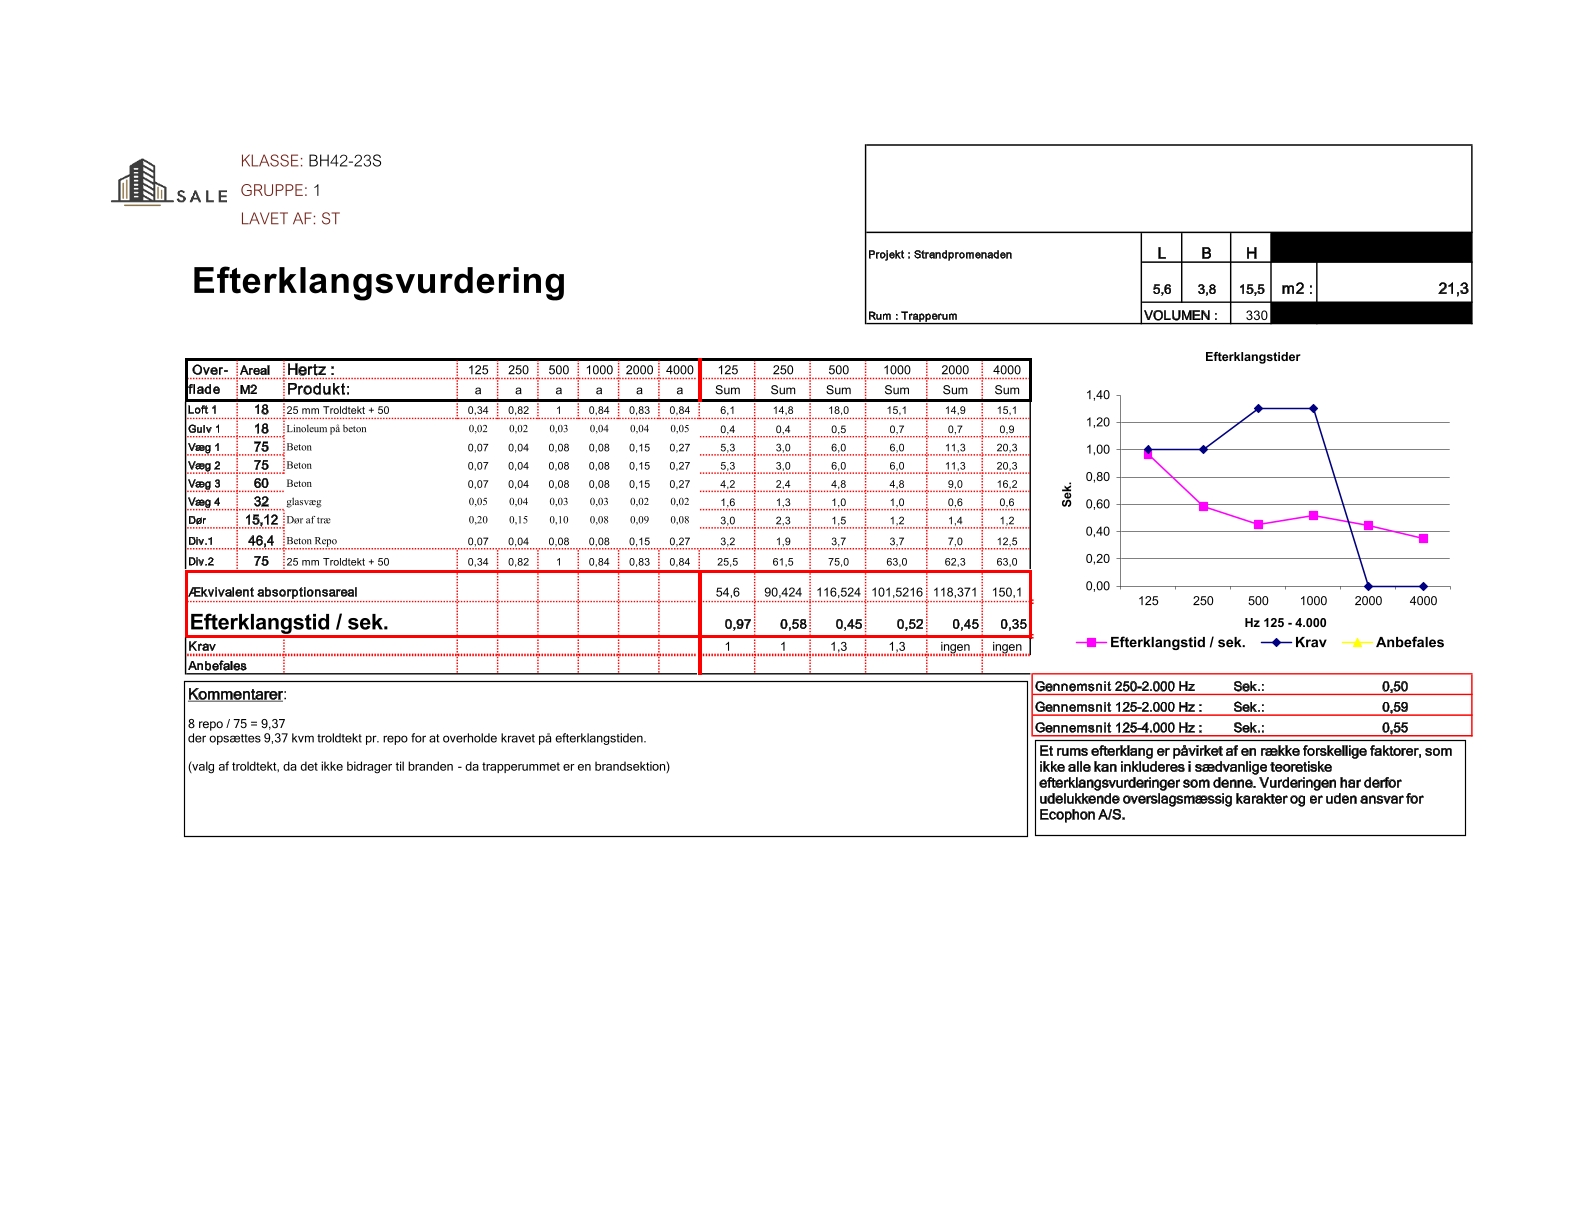 SALE
KLASSE: BH42-23S
GRUPPE: 1
LAVET AF: ST
Efterklangsvurdering
Projekt : Strandpromenaden L B H
5,6 3,8 15,5 m2 : 21,3
Rum : Trapperum VOLUMEN : 330
Over- Areal Hertz : 125 250 500 1000 2000 4000 125 250 500 1000 2000 4000
flade M2 Produkt: a a a a a a Sum Sum Sum Sum Sum Sum
Loft 1 18 25 mm Troldtekt + 50 0,34 0,82 1 0,84 0,83 0,84 6,1 14,8 18,0 15,1 14,9 15,1
Gulv 1 18 Linoleum på beton 0,02 0,02 0,03 0,04 0,04 0,05 0,4 0,4 0,5 0,7 0,7 0,9
Væg 1 75 Beton 0,07 0,04 0,08 0,08 0,15 0,27 5,3 3,0 6,0 6,0 11,3 20,3
Væg 2 75 Beton 0,07 0,04 0,08 0,08 0,15 0,27 5,3 3,0 6,0 6,0 11,3 20,3
Væg 3 60 Beton 0,07 0,04 0,08 0,08 0,15 0,27 4,2 2,4 4,8 4,8 9,0 16,2
Væg 4 32 glasvæg 0,05 0,04 0,03 0,03 0,02 0,02 1,6 1,3 1,0 1,0 0,6 0,6
Dør 15,12 Dør af træ 0,20 0,15 0,10 0,08 0,09 0,08 3,0 2,3 1,5 1,2 1,4 1,2
Div.1 46,4 Beton Repo 0,07 0,04 0,08 0,08 0,15 0,27 3,2 1,9 3,7 3,7 7,0 12,5
Div.2 75 25 mm Troldtekt + 50 0,34 0,82 1 0,84 0,83 0,84 25,5 61,5 75,0 63,0 62,3 63,0
Ækvivalent absorptionsareal 54,6 90,424 116,524 101,5216 118,371 150,1
Efterklangstid / sek. 0,97 0,58 0,45 0,52 0,45 0,35
Krav 1 1 1,3 1,3 ingen ingen
Anbefales
Efterklangstider
1,40
1,20
1,00
0,80
0,60
0,40
0,20
0,00
Sek.
125 250 500 1000 2000 4000
Hz 125 - 4.000
Efterklangstid / sek. Krav Anbefales
Kommentarer:
8 repo / 75 = 9,37
der opsættes 9,37 kvm troldtekt pr. repo for at overholde kravet på efterklangstiden.
(valg af troldtekt, da det ikke bidrager til branden - da trapperummet er en brandsektion)
Gennemsnit 250-2.000 Hz Sek.: 0,50
Gennemsnit 125-2.000 Hz : Sek.: 0,59
Gennemsnit 125-4.000 Hz : Sek.: 0,55
Et rums efterklang er påvirket af en række forskellige faktorer, som
ikke alle kan inkluderes i sædvanlige teoretiske
efterklangsvurderinger som denne. Vurderingen har derfor
udelukkende overslagsmæssig karakter og er uden ansvar for
Ecophon A/S.